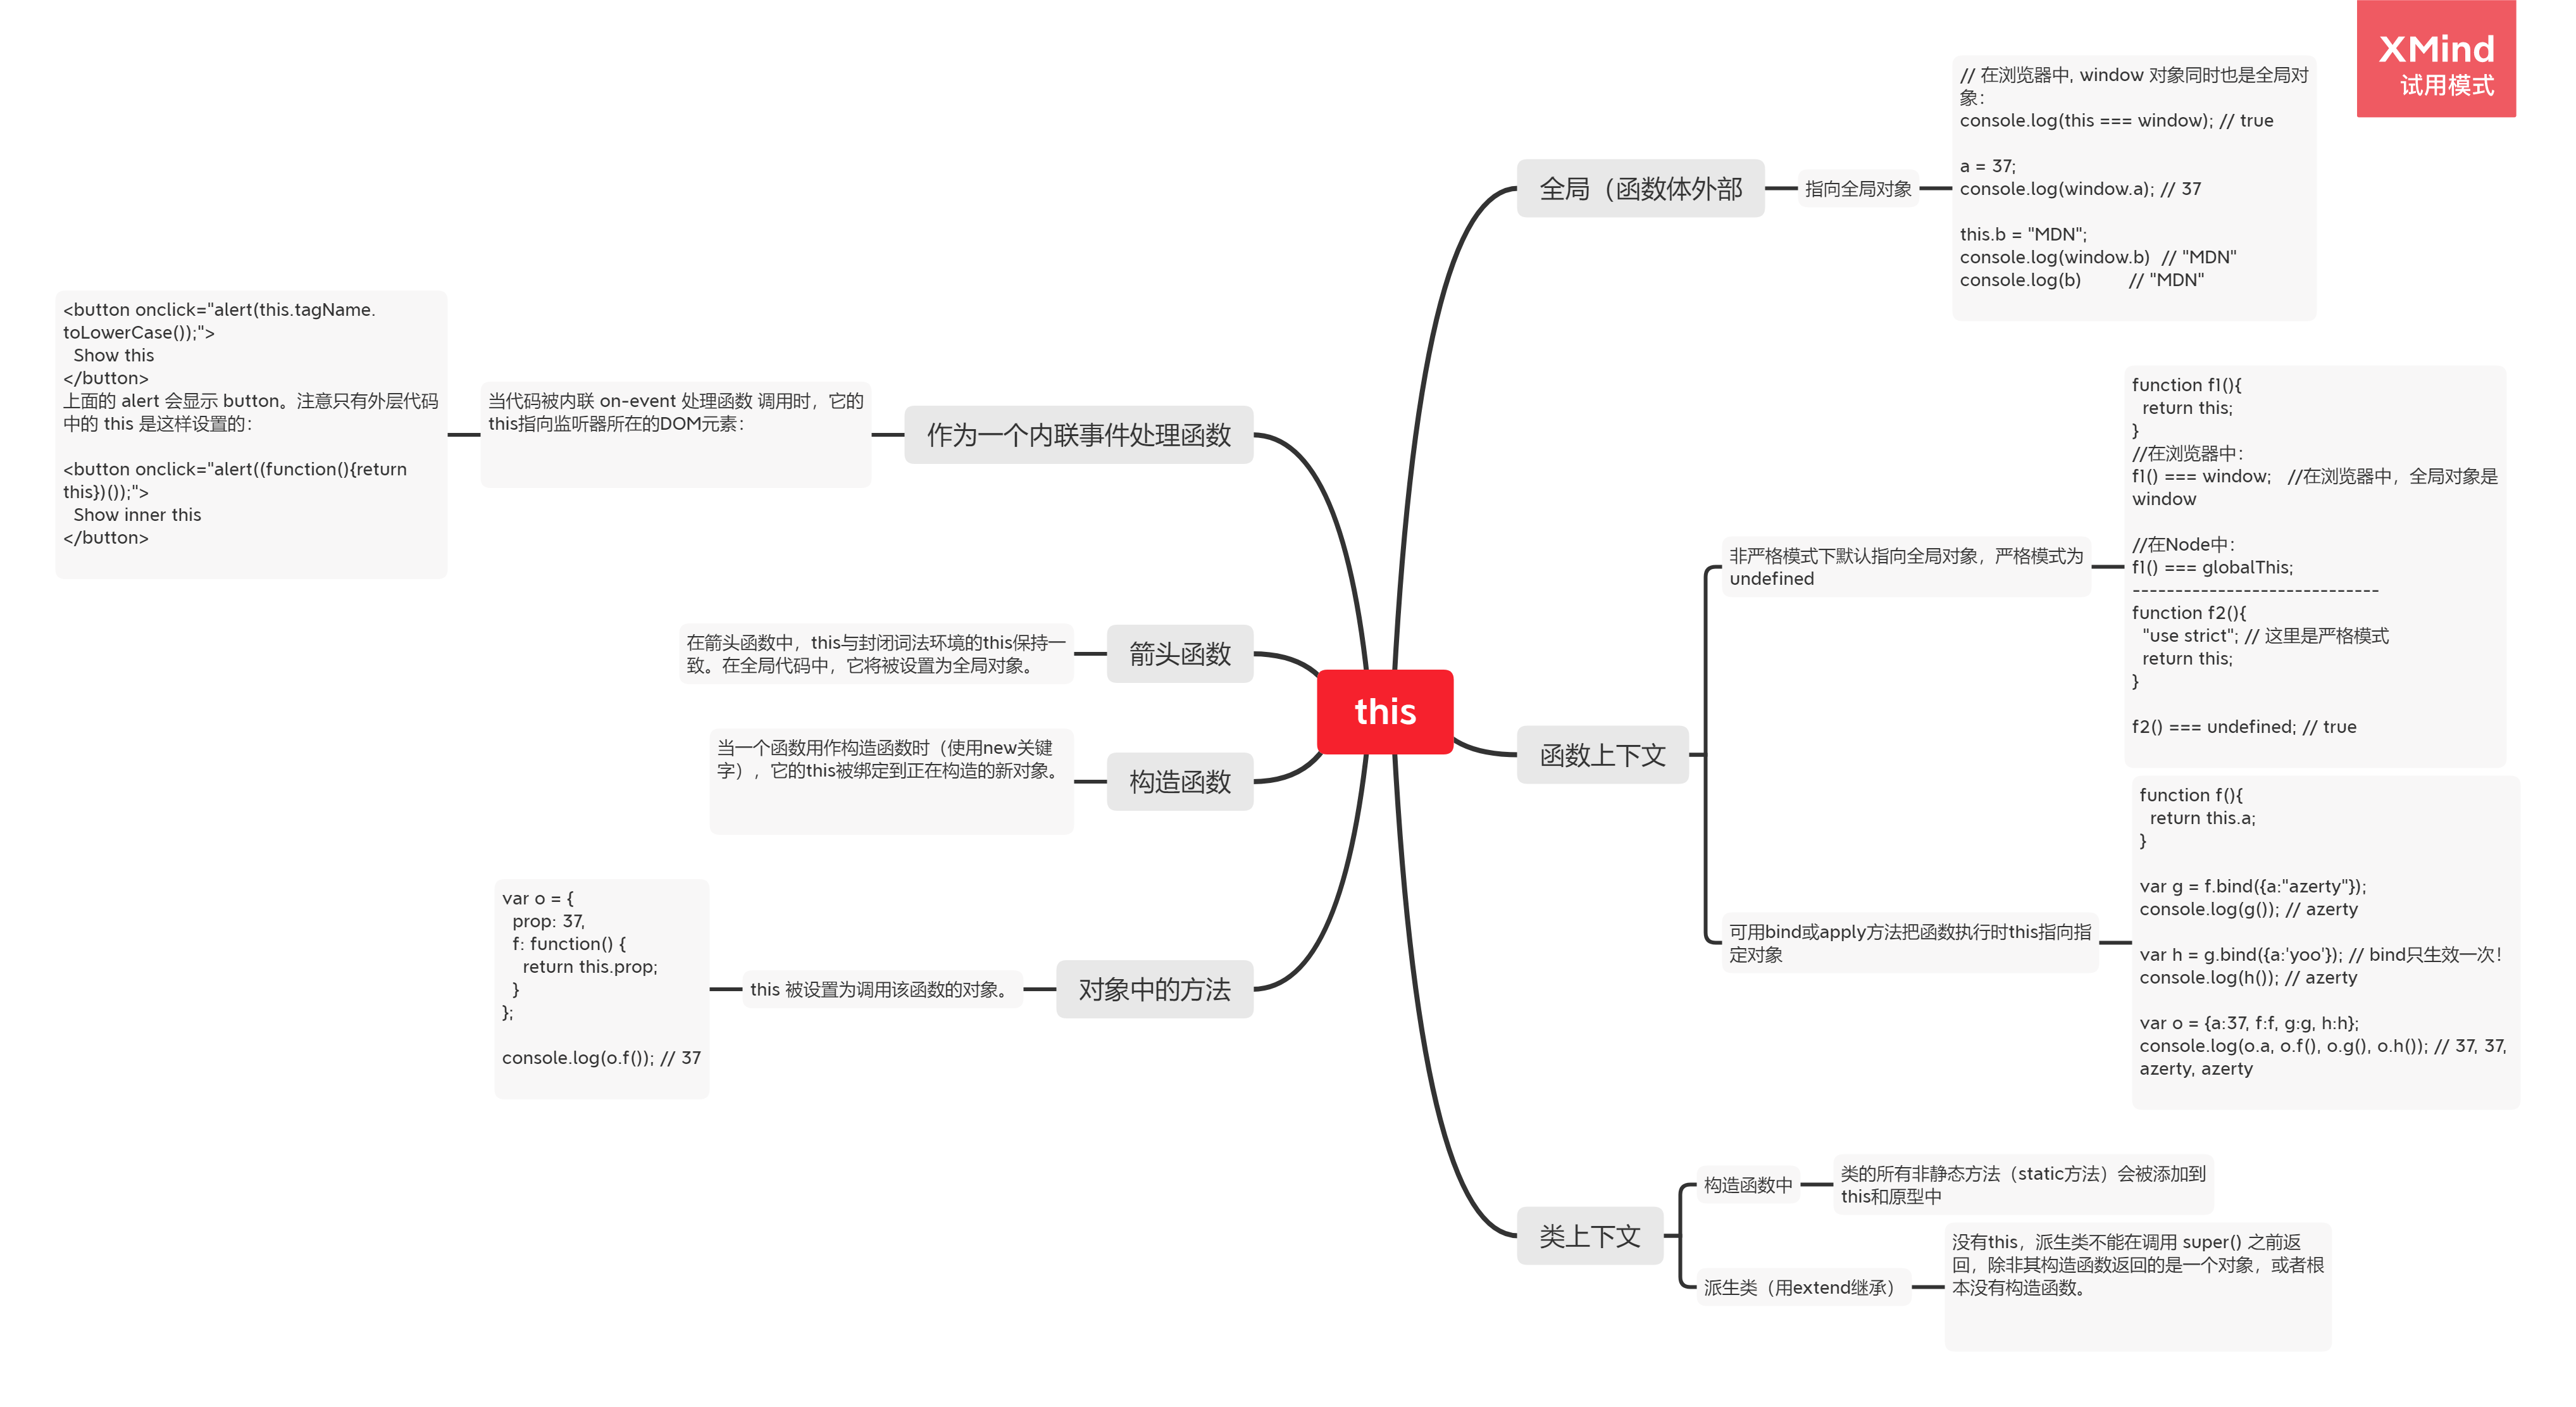 XMind
试用模式
this
全局（函数体外部
指向全局对象
// 在浏览器中, window 对象同时也是全局对
象：
console.log(this === window); // true
a = 37;
console.log(window.a); // 37
this.b = "MDN";
console.log(window.b)  // "MDN"
console.log(b)         // "MDN"
函数上下文
非严格模式下默认指向全局对象，严格模式为
undefined
function f1(){
  return this;
}
//在浏览器中：
f1() === window;   //在浏览器中，全局对象是
window
//在Node中：
f1() === globalThis;
-----------------------------
function f2(){
  "use strict"; // 这里是严格模式
  return this;
}
f2() === undefined; // true
可用bind或apply方法把函数执行时this指向指
定对象
function f(){
  return this.a;
}
var g = f.bind({a:"azerty"});
console.log(g()); // azerty
var h = g.bind({a:'yoo'}); // bind只生效一次！
console.log(h()); // azerty
var o = {a:37, f:f, g:g, h:h};
console.log(o.a, o.f(), o.g(), o.h()); // 37, 37,
azerty, azerty
类上下文
构造函数中
类的所有非静态方法（static方法）会被添加到
this和原型中
派生类（用extend继承）
没有this，派生类不能在调用 super() 之前返
回，除非其构造函数返回的是一个对象，或者根
本没有构造函数。
作为一个内联事件处理函数
当代码被内联 on-event 处理函数 调用时，它的
this指向监听器所在的DOM元素：
<button onclick="alert(this.tagName.
toLowerCase());">
  Show this
</button>
上面的 alert 会显示 button。注意只有外层代码
中的 this 是这样设置的：
<button onclick="alert((function(){return
this})());">
  Show inner this
</button>
箭头函数
在箭头函数中，this与封闭词法环境的this保持一
致。在全局代码中，它将被设置为全局对象。
构造函数
当一个函数用作构造函数时（使用new关键
字），它的this被绑定到正在构造的新对象。
对象中的方法
this 被设置为调用该函数的对象。
var o = {
  prop: 37,
  f: function() {
    return this.prop;
  }
};
console.log(o.f()); // 37